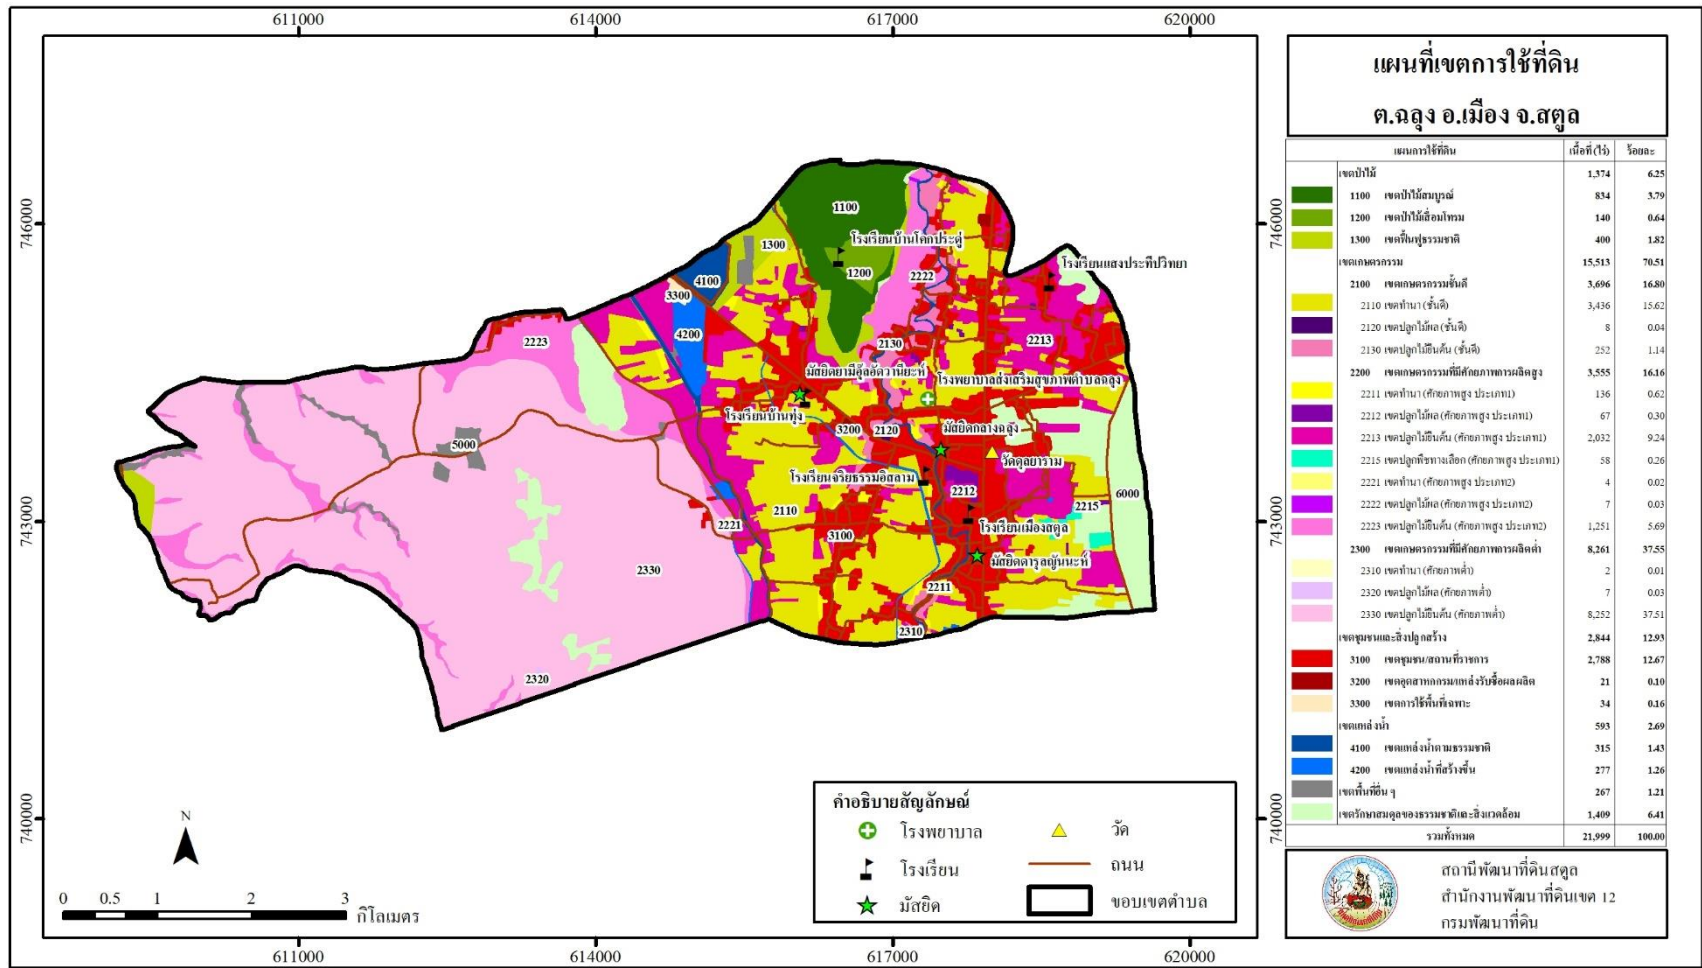 611000
614000
617000
620000
746000
743000
740000
746000
743000
740000
1100
โรงเรียนบ้านโคกประดู่
1300
1200
2222
โรงเรียนแสงประทีปวิทยา
4100
3300
4200
2223
2130
2213
มัสยิดยามีอุ้ลอัดวานียะห์
โรงพยาบาลส่งเสริมสุขภาพตำบลฉลุง
โรงเรียนบ้านทุ่ง
มัสยิดกลางฉลุง
3200
2120
5000
วัดดุลยาราม
โรงเรียนจริยธรรมอิสลาม
2212
6000
2215
2110
2221
โรงเรียนเมืองสตูล
3100
มัสยิดดารุลญันนะห์
2330
2211
2310
2320
N
0 0.5 1 2 3
กิโลเมตร
คำอธิบายสัญลักษณ์
โรงพยาบาล
วัด
โรงเรียน
ถนน
มัสยิด
ขอบเขตตำบล
611000
614000
617000
620000
แผนที่เขตการใช้ที่ดิน
ต.ฉลุง อ.เมือง จ.สตูล
แผนการใช้ที่ดิน เนื้อที่ (ไร่) ร้อยละ
เขตป่าไม้ 1,374 6.25
1100 เขตป่าไม้สมบูรณ์ 834 3.79
1200 เขตป่าไม้เสื่อมโทรม 140 0.64
1300 เขตฟื้นฟูธรรมชาติ 400 1.82
เขตเกษตรกรรม 15,513 70.51
2100 เขตเกษตรกรรมชั้นดี 3,696 16.80
2110 เขตทำนา (ชั้นดี) 3,436 15.62
2120 เขตปลูกไม้ผล (ชั้นดี) 8 0.04
2130 เขตปลูกไม้ยืนต้น (ชั้นดี) 252 1.14
2200 เขตเกษตรกรรมที่มีศักยภาพการผลิตสูง 3,555 16.16
2211 เขตทำนา (ศักยภาพสูง ประเภท1) 136 0.62
2212 เขตปลูกไม้ผล (ศักยภาพสูง ประเภท1) 67 0.30
2213 เขตปลูกไม้ยืนต้น (ศักยภาพสูง ประเภท1) 2,032 9.24
2215 เขตปลูกพืชทางเลือก (ศักยภาพสูง ประเภท1) 58 0.26
2221 เขตทำนา (ศักยภาพสูง ประเภท2) 4 0.02
2222 เขตปลูกไม้ผล (ศักยภาพสูง ประเภท2) 7 0.03
2223 เขตปลูกไม้ยืนต้น (ศักยภาพสูง ประเภท2) 1,251 5.69
2300 เขตเกษตรกรรมที่มีศักยภาพการผลิตต่ำ 8,261 37.55
2310 เขตทำนา (ศักยภาพต่ำ) 2 0.01
2320 เขตปลูกไม้ผล (ศักยภาพต่ำ) 7 0.03
2330 เขตปลูกไม้ยืนต้น (ศักยภาพต่ำ) 8,252 37.51
เขตชุมชนและสิ่งปลูกสร้าง 2,844 12.93
3100 เขตชุมชน/สถานที่ราชการ 2,788 12.67
3200 เขตอุตสาหกรรม/แหล่งรับซื้อผลผลิต 21 0.10
3300 เขตการใช้พื้นที่เฉพาะ 34 0.16
เขตแหล่งน้ำ 593 2.69
4100 เขตแหล่งน้ำตามธรรมชาติ 315 1.43
4200 เขตแหล่งน้ำที่สร้างขึ้น 277 1.26
เขตพื้นที่อื่น ๆ 267 1.21
เขตรักษาสมดุลของธรรมชาติและสิ่งแวดล้อม 1,409 6.41
รวมทั้งหมด 21,999 100.00
สถานีพัฒนาที่ดินสตูล
สำนักงานพัฒนาที่ดินเขต 12
กรมพัฒนาที่ดิน